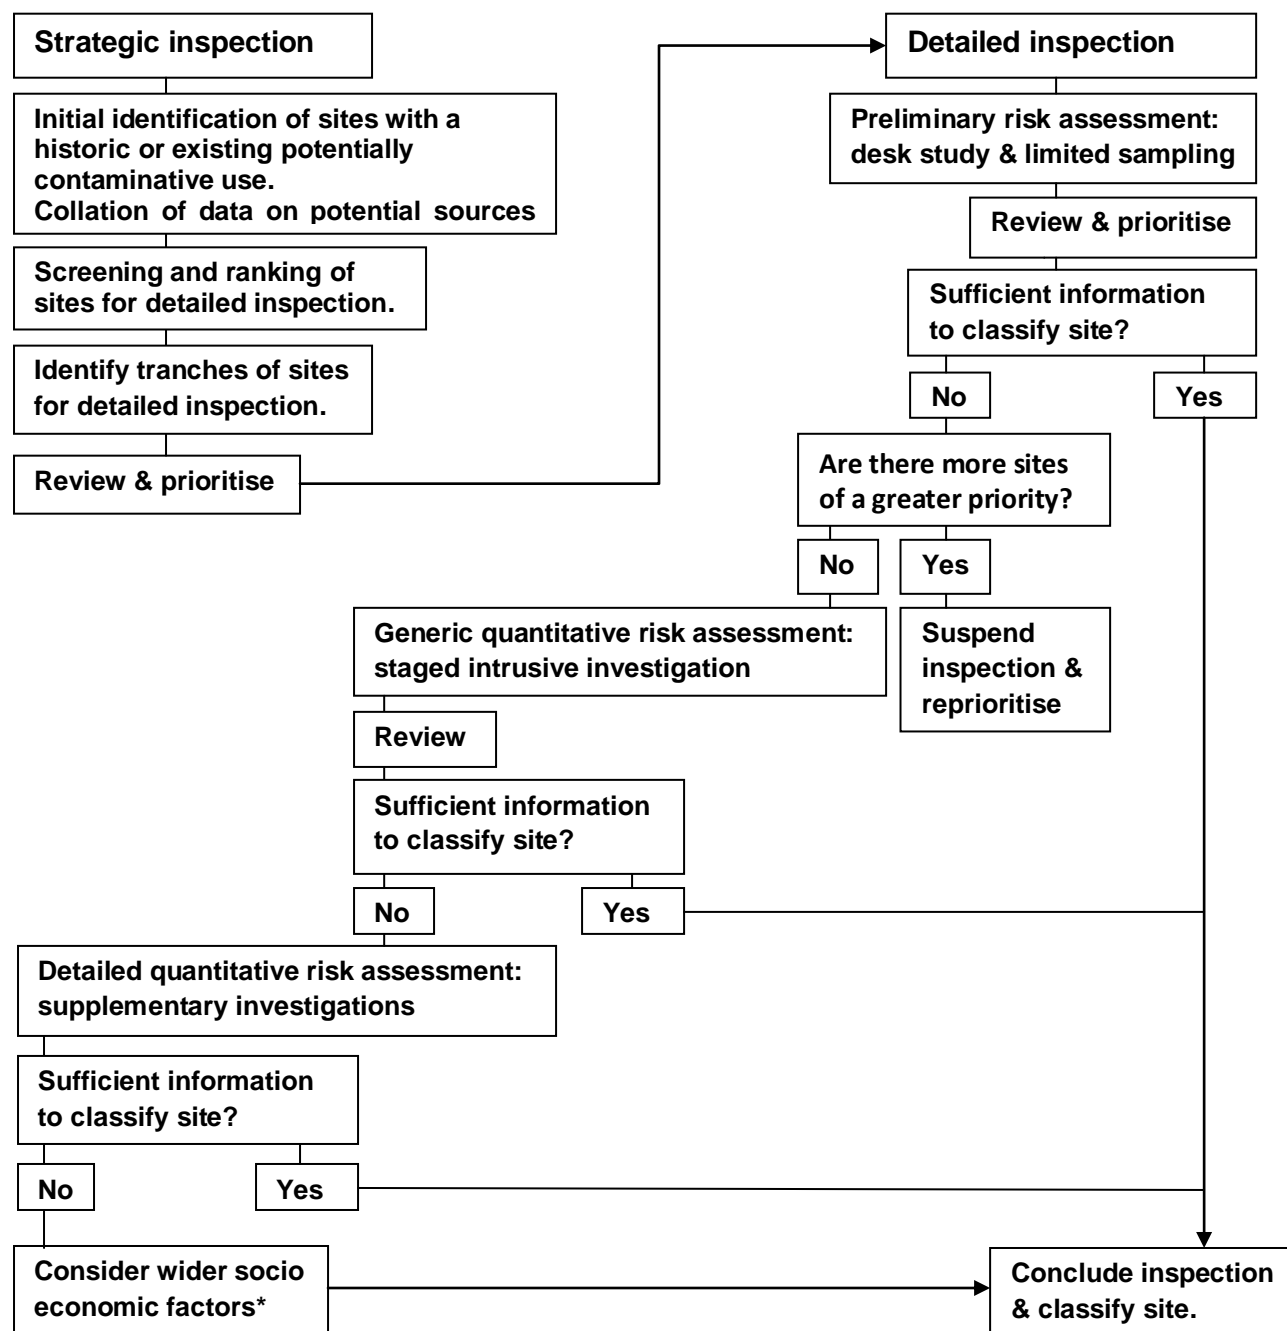 Strategic inspection
Initial identification of sites with a
historic or existing potentially
contaminative use.
Collation of data on potential sources
Screening and ranking of
sites for detailed inspection.
Identify tranches of sites
for detailed inspection.
Review & prioritise
Detailed inspection
Preliminary risk assessment:
desk study & limited sampling
Review & prioritise
Sufficient information
to classify site?
No
Yes
Are there more sites
of a greater priority?
No
Yes
Suspend
inspection &
reprioritise
Generic quantitative risk assessment:
staged intrusive investigation
Review
Sufficient information
to classify site?
No
Yes
Detailed quantitative risk assessment:
supplementary investigations
Sufficient information
to classify site?
No
Yes
Consider wider socio
economic factors*
Conclude inspection
& classify site.